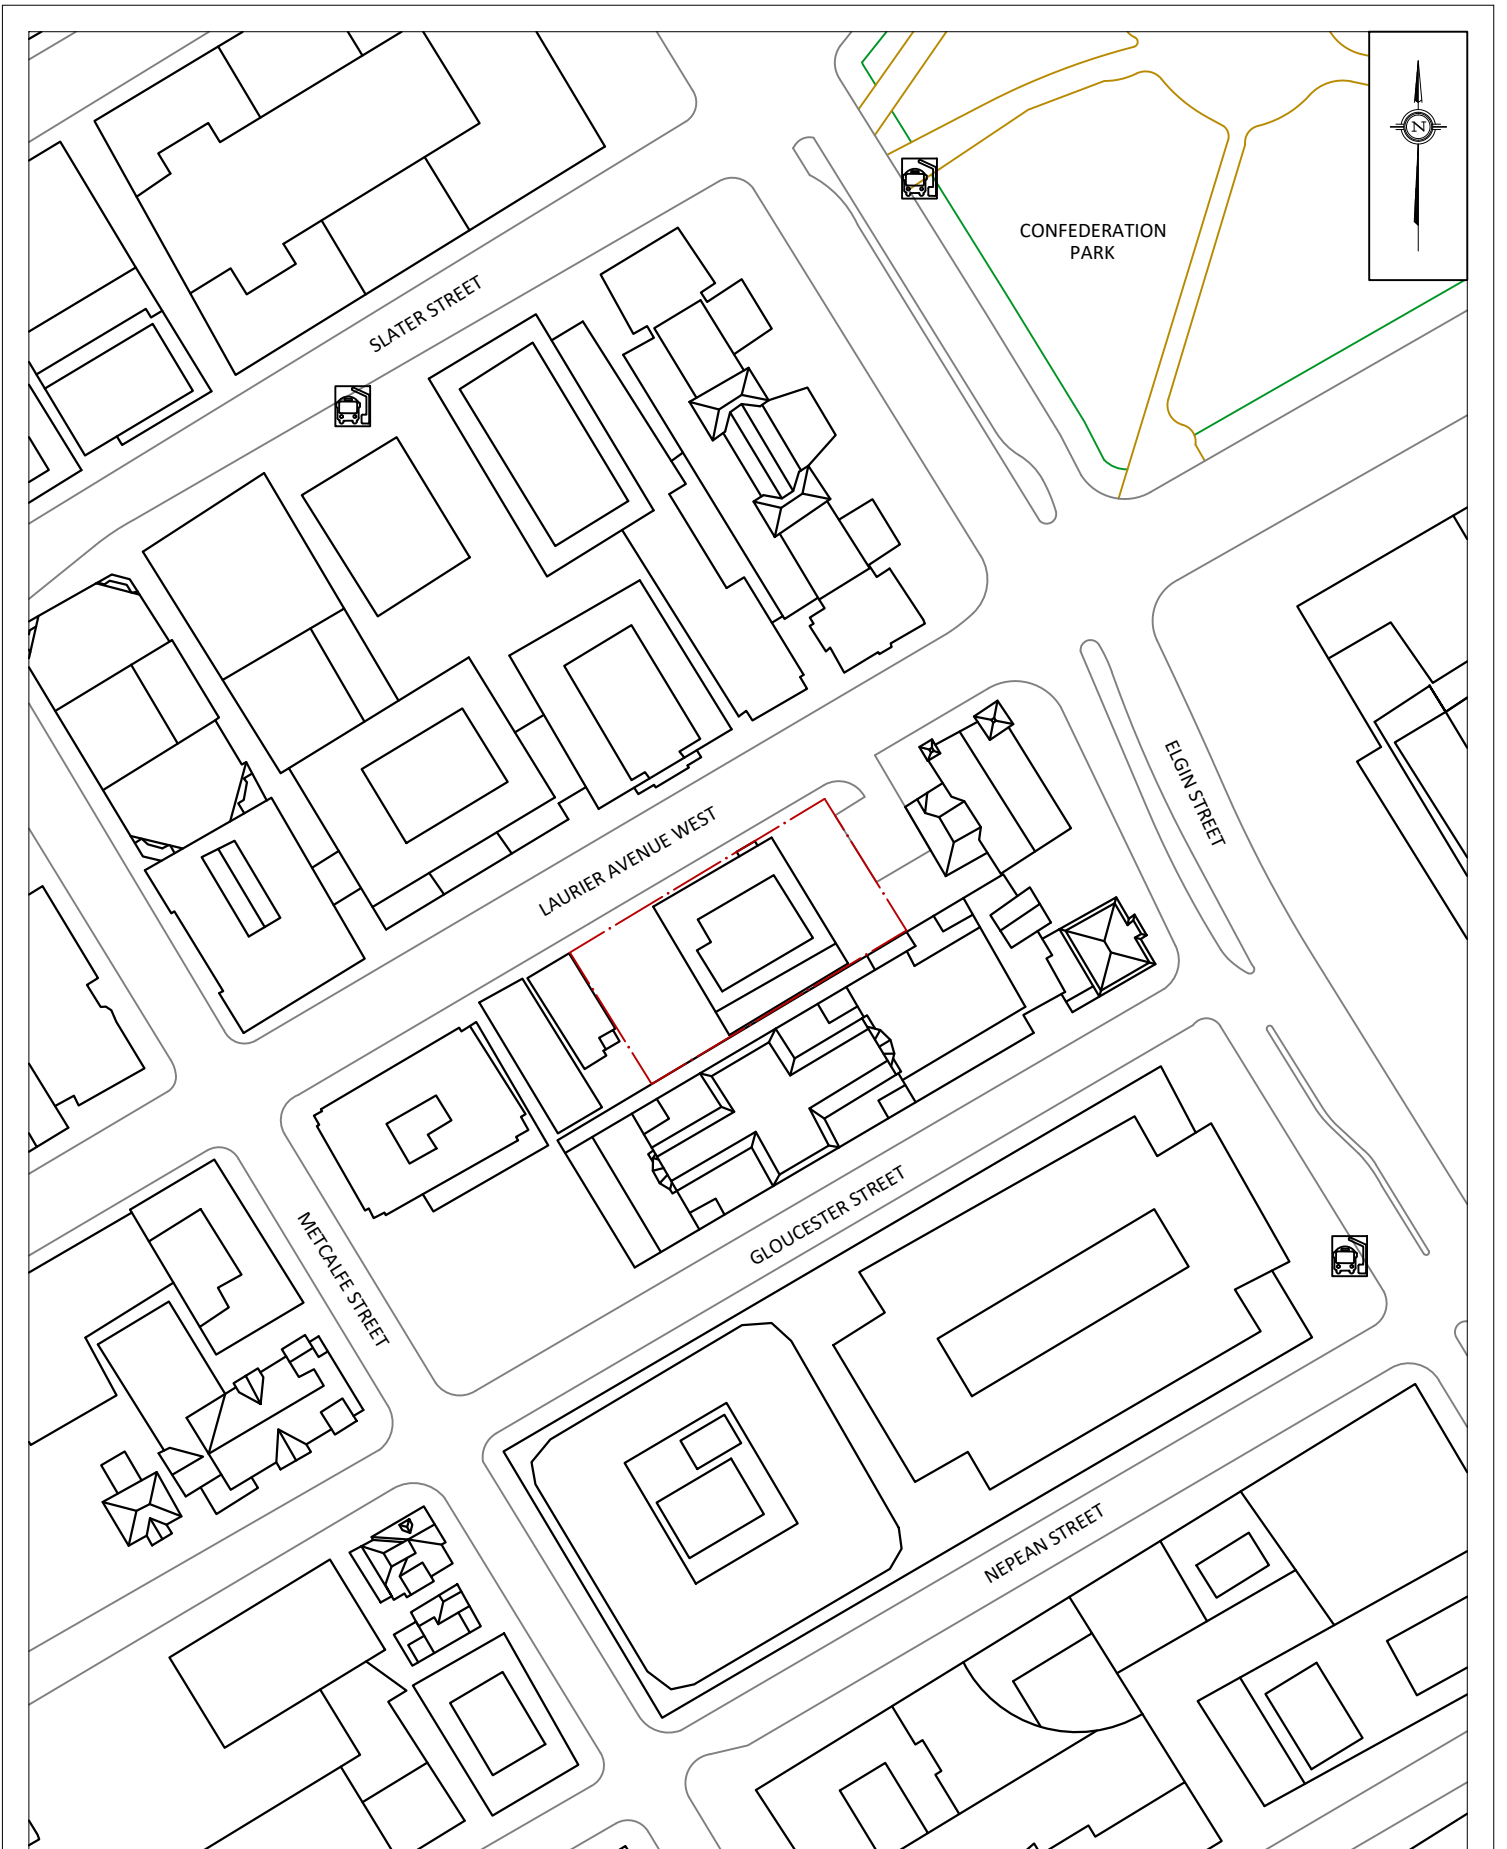 N
CONFEDERATION
PARK
SLATER STREET
ELGIN STREET
LAURIER AVENUE WEST
METCALFE STREET
GLOUCESTER STREET
NEPEAN STREET